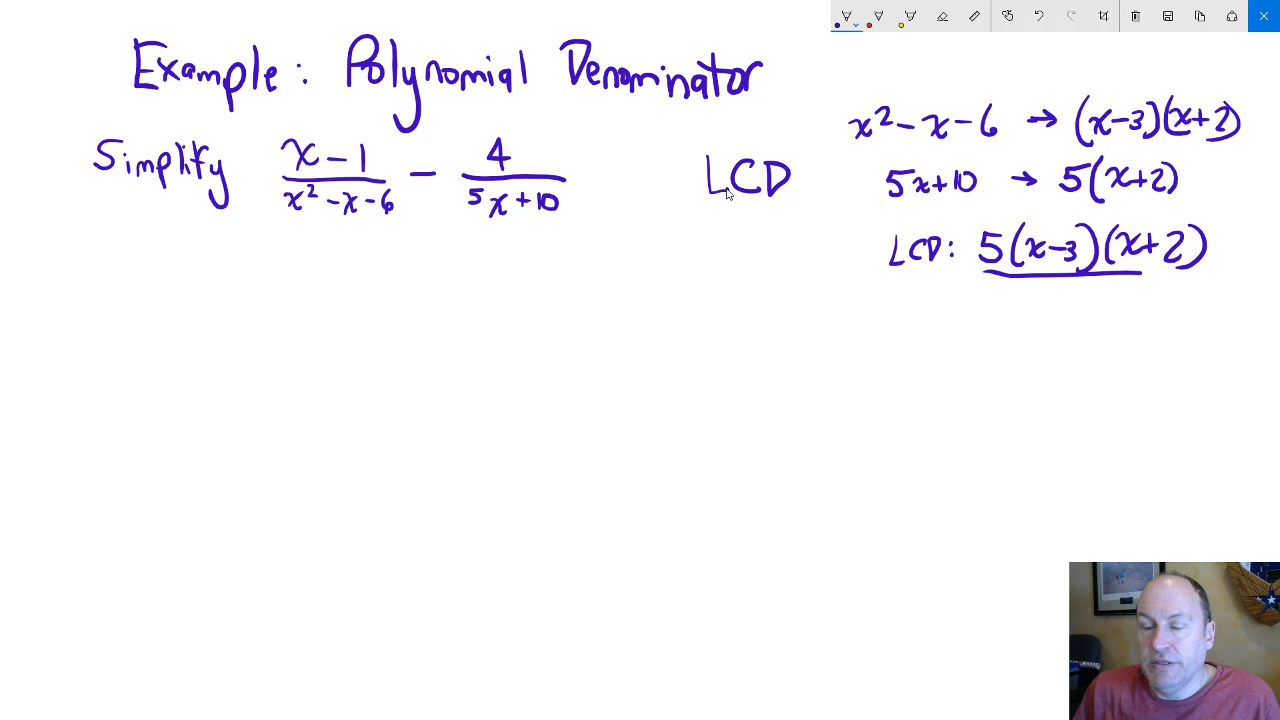 Example: Polynomial Denominator
Simplify (x-1)/(x²-x-6) - 4/(5x+10)
LCD
x²-x-6 → (x-3)(x+2)
5x+10 → 5(x+2)
LCD: 5(x-3)(x+2)